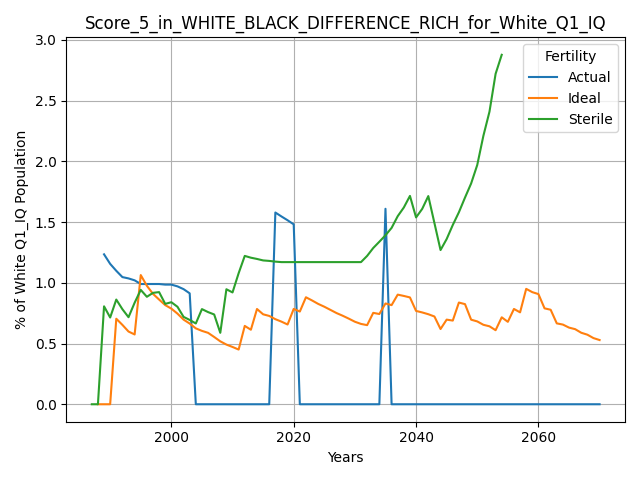 Score_5_in_WHITE_BLACK_DIFFERENCE_RICH_for_White_Q1_IQ
3.0
2.5
2.0
1.5
1.0
0.5
0.0
% of White Q1_IQ Population
Fertility
Actual
Ideal
Sterile
2000
2020
2040
2060
Years